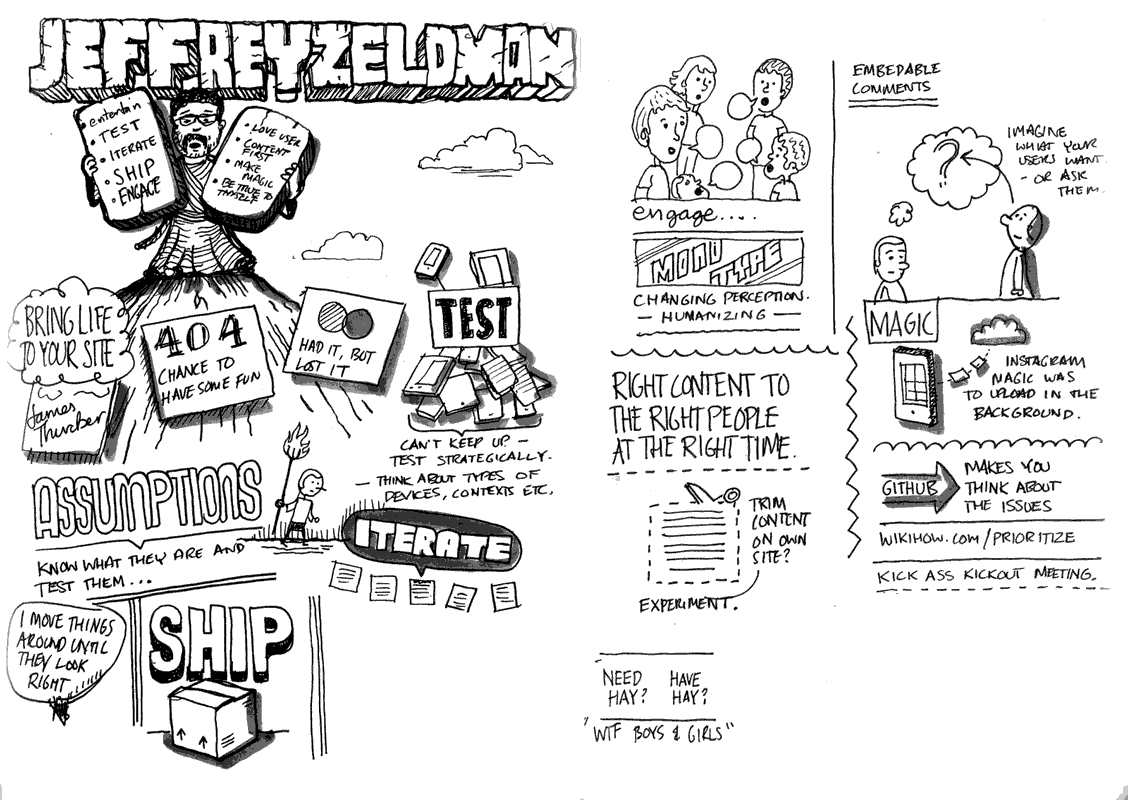 JEFFREY ZELDMAN
• entertain
TEST
• ITERATE
• SHIP
• ENGAGE
• LOVE USER
• CONTENT
FIRST
• MAKE
MAGIC
• BE TRUE TO
THYSELF
BRING LIFE
TO YOUR SITE
James
Thurber
404
CHANCE TO
HAVE SOME FUN
HAD IT, BUT
LOST IT
TEST
CAN'T KEEP UP —
TEST STRATEGICALLY.
— THINK ABOUT TYPES OF
DEVICES, CONTEXTS ETC.
ASSUMPTIONS
KNOW WHAT THEY ARE AND
TEST THEM...
ITERATE
I MOVE THINGS
AROUND UNTIL
THEY LOOK
RIGHT
SHIP
engage....
MONOTYPE
CHANGING PERCEPTION.
— HUMANIZING —
RIGHT CONTENT TO
THE RIGHT PEOPLE
AT THE RIGHT TIME.
TRIM
CONTENT
ON OWN
SITE?
EXPERIMENT.
NEED HAVE
HAY? HAY?
"WTF BOYS & GIRLS"
EMBEDABLE
COMMENTS
?
IMAGINE
WHAT YOUR
USERS WANT.
- OR ASK
THEM.
MAGIC
INSTAGRAM
MAGIC WAS
TO UPLOAD IN THE
BACKGROUND.
GITHUB
MAKES YOU
THINK ABOUT
THE ISSUES
WIKIHOW.COM/PRIORITIZE
KICK ASS KICKOUT MEETING.